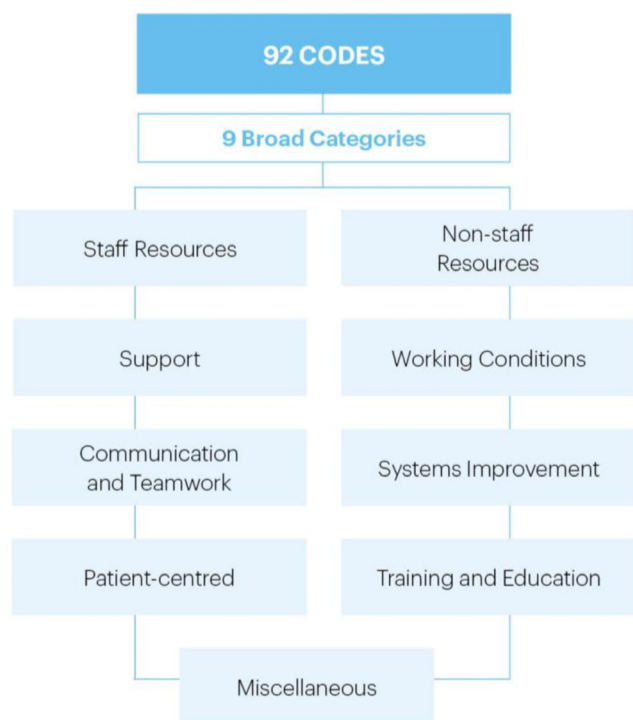 92 CODES
9 Broad Categories
Staff Resources
Non-staff
Resources
Support
Working Conditions
Communication
and Teamwork
Systems Improvement
Patient-centred
Training and Education
Miscellaneous